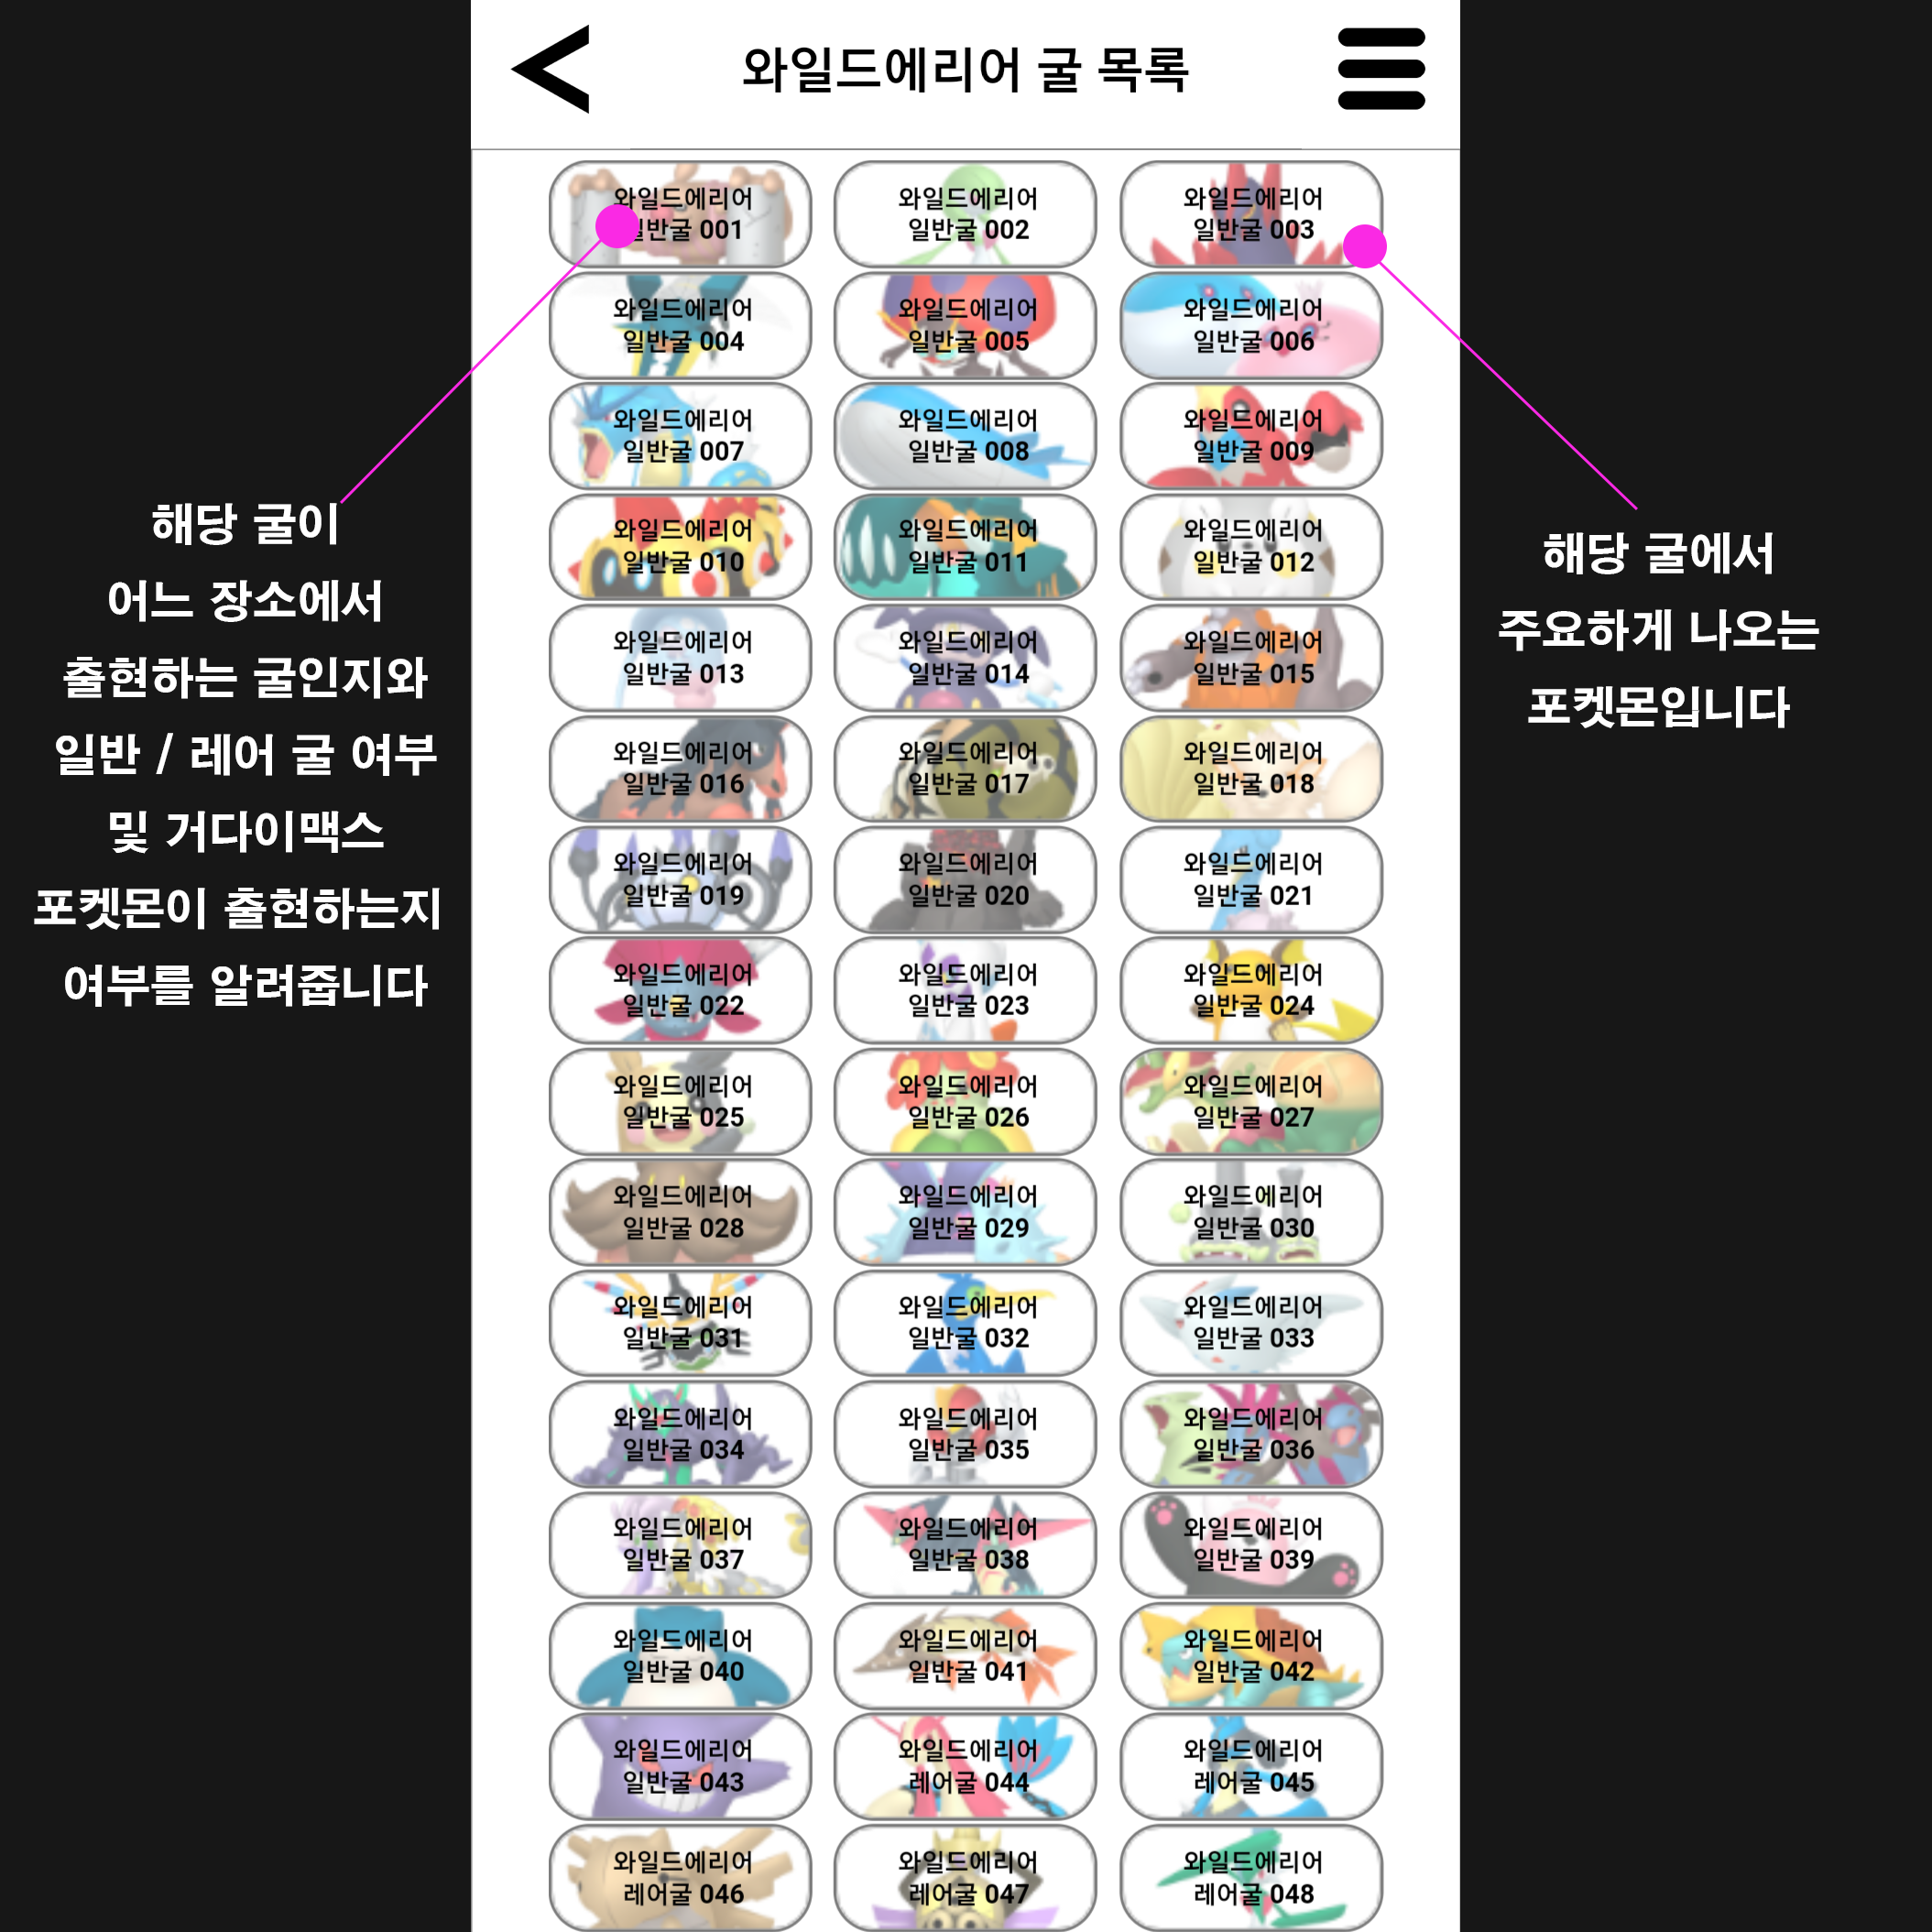 와일드에리어 굴 목록
와일드에리어
일반굴 001
와일드에리어
일반굴 002
와일드에리어
일반굴 003
와일드에리어
일반굴 004
와일드에리어
일반굴 005
와일드에리어
일반굴 006
와일드에리어
일반굴 007
와일드에리어
일반굴 008
와일드에리어
일반굴 009
와일드에리어
일반굴 010
와일드에리어
일반굴 011
와일드에리어
일반굴 012
와일드에리어
일반굴 013
와일드에리어
일반굴 014
와일드에리어
일반굴 015
와일드에리어
일반굴 016
와일드에리어
일반굴 017
와일드에리어
일반굴 018
와일드에리어
일반굴 019
와일드에리어
일반굴 020
와일드에리어
일반굴 021
와일드에리어
일반굴 022
와일드에리어
일반굴 023
와일드에리어
일반굴 024
와일드에리어
일반굴 025
와일드에리어
일반굴 026
와일드에리어
일반굴 027
와일드에리어
일반굴 028
와일드에리어
일반굴 029
와일드에리어
일반굴 030
와일드에리어
일반굴 031
와일드에리어
일반굴 032
와일드에리어
일반굴 033
와일드에리어
일반굴 034
와일드에리어
일반굴 035
와일드에리어
일반굴 036
와일드에리어
일반굴 037
와일드에리어
일반굴 038
와일드에리어
일반굴 039
와일드에리어
일반굴 040
와일드에리어
일반굴 041
와일드에리어
일반굴 042
와일드에리어
일반굴 043
와일드에리어
레어굴 044
와일드에리어
레어굴 045
와일드에리어
레어굴 046
와일드에리어
레어굴 047
와일드에리어
레어굴 048
해당 굴이
어느 장소에서
출현하는 굴인지와
일반 / 레어 굴 여부
및 거다이맥스
포켓몬이 출현하는지
여부를 알려줍니다
해당 굴에서
주요하게 나오는
포켓몬입니다